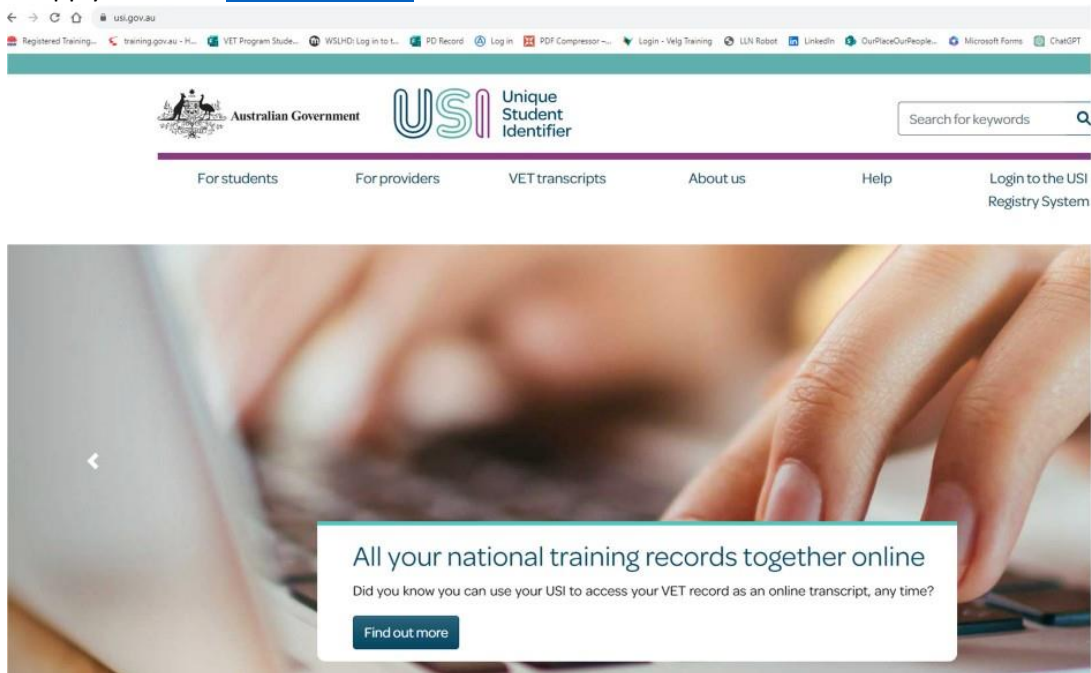 usi.gov.au
Registered Training... training.gov.au - H... VET Program Stude... WSLHD: Log in to t... PD Record Log in PDF Compressor –... Login - Velg Training LLN Robot LinkedIn OurPlaceOurPeople... Microsoft Forms ChatGPT
Australian Government
USI
Unique
Student
Identifier
Search for keywords
For students For providers VET transcripts About us Help Login to the USI
Registry System
All your national training records together online
Did you know you can use your USI to access your VET record as an online transcript, any time?
Find out more